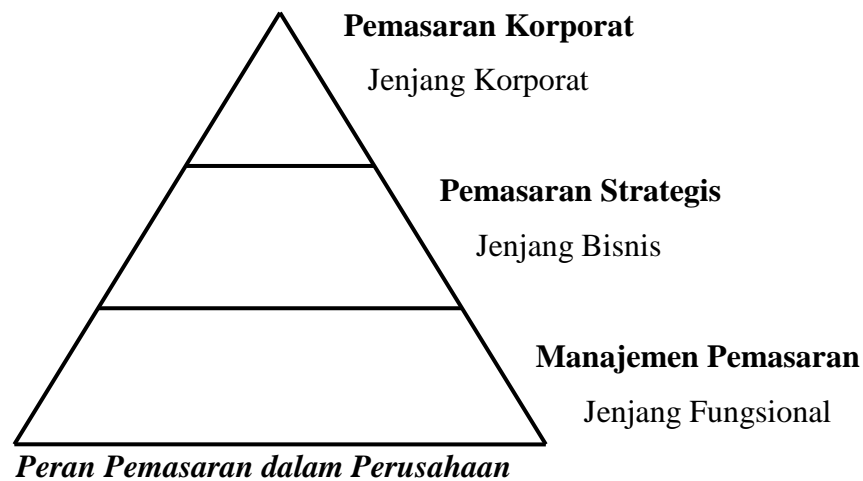 Pemasaran Korporat
Jenjang Korporat
Pemasaran Strategis
Jenjang Bisnis
Manajemen Pemasaran
Jenjang Fungsional
Peran Pemasaran dalam Perusahaan